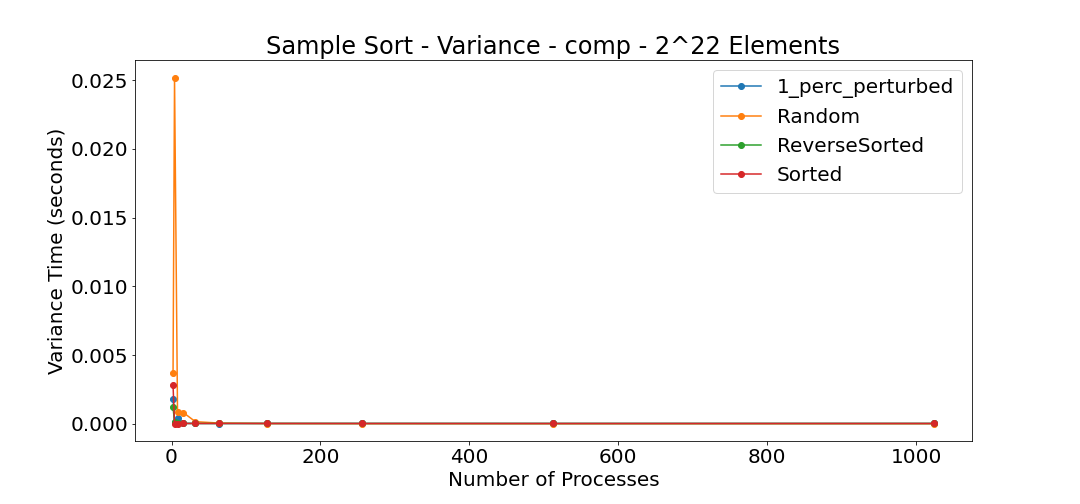 Sample Sort - Variance - comp - 2^22 Elements
Variance Time (seconds)
0.025
0.020
0.015
0.010
0.005
0.000
1_perc_perturbed
Random
ReverseSorted
Sorted
0 200 400 600 800 1000
Number of Processes